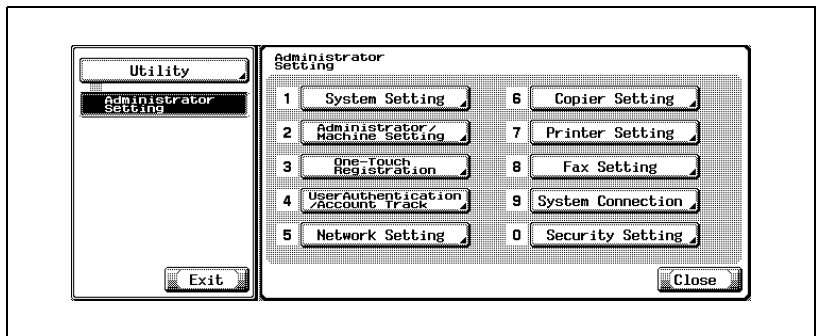 Utility
Administrator
Setting
Exit
Administrator
Setting
1 System Setting
2 Administrator/
Machine Setting
3 One-Touch
Registration
4 UserAuthentication
/Account Track
5 Network Setting
6 Copier Setting
7 Printer Setting
8 Fax Setting
9 System Connection
0 Security Setting
Close